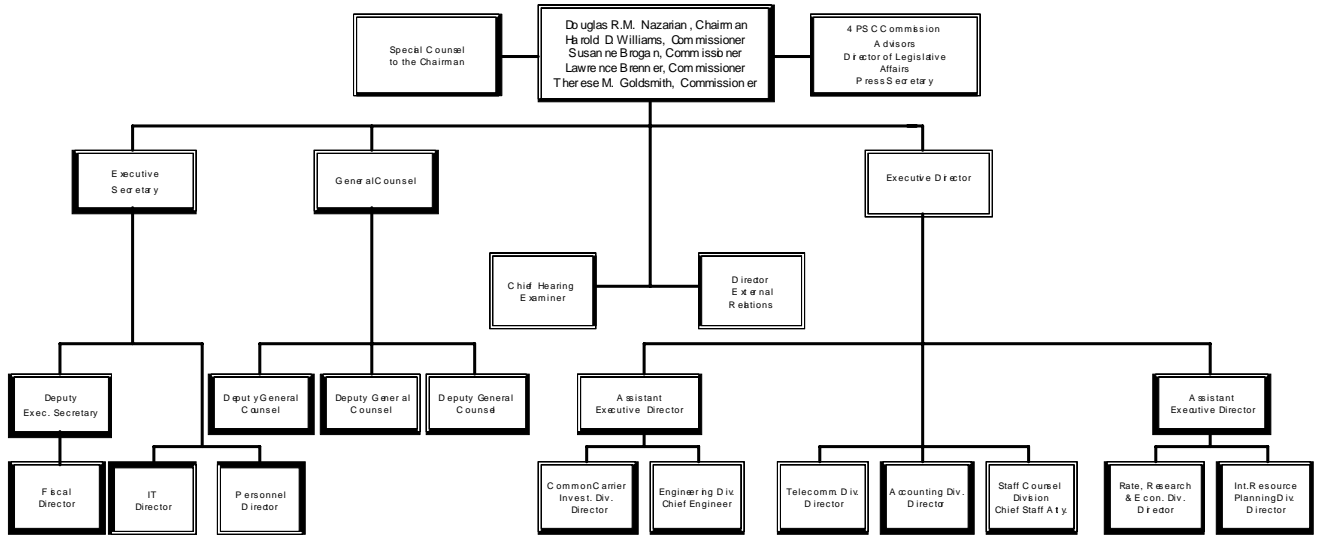 Special Counsel
to the Chairman
Douglas R.M. Nazarian, Chairman
Harold D. Williams, Commissioner
Susanne Brogan, Commissioner
Lawrence Brenner, Commissioner
Therese M. Goldsmith, Commissioner
4 PSC Commission
Advisors
Director of Legislative
Affairs
Press Secretary
Executive
Secretary
General Counsel
Executive Director
Chief Hearing
Examiner
Director
External
Relations
Deputy
Exec. Secretary
Deputy General
Counsel
Deputy General
Counsel
Deputy General
Counsel
Assistant
Executive Director
Assistant
Executive Director
Fiscal
Director
IT
Director
Personnel
Director
Common Carrier
Invest. Div.
Director
Engineering Div.
Chief Engineer
Telecomm. Div.
Director
Accounting Div.
Director
Staff Counsel
Division
Chief Staff Atty.
Rate, Research
& Econ. Div.
Director
Int. Resource
Planning Div.
Director